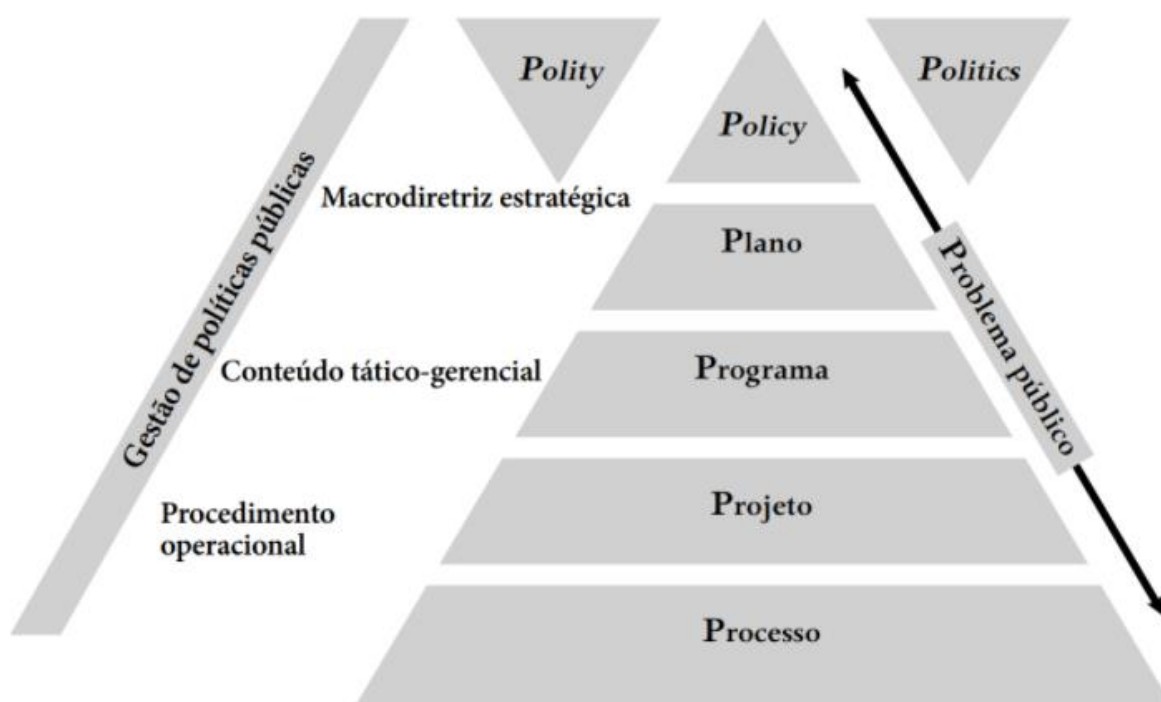 Polity
Politics
Policy
Macrodiretriz estratégica
Plano
Gestão de políticas públicas
Problema público
Conteúdo tático-gerencial
Programa
Procedimento
operacional
Projeto
Processo